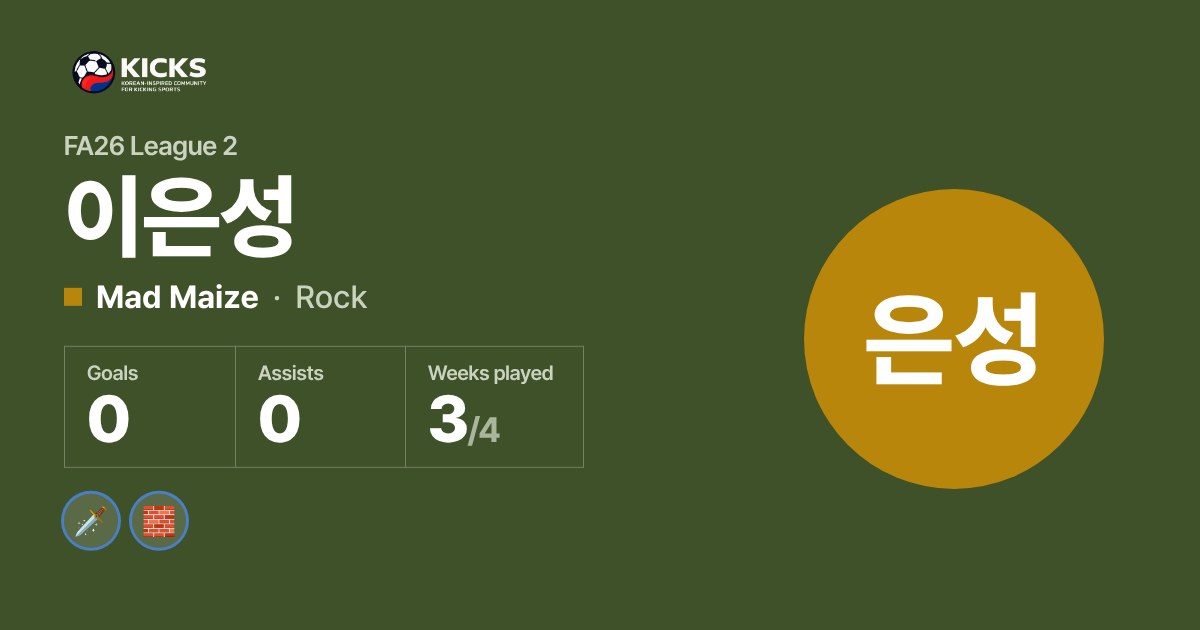 KICKS
KOREAN-INSPIRED COMMUNITY
FOR KICKING SPORTS
FA26 League 2
이은성
Mad Maize · Rock
Goals
0
Assists
0
Weeks played
3/4
은성